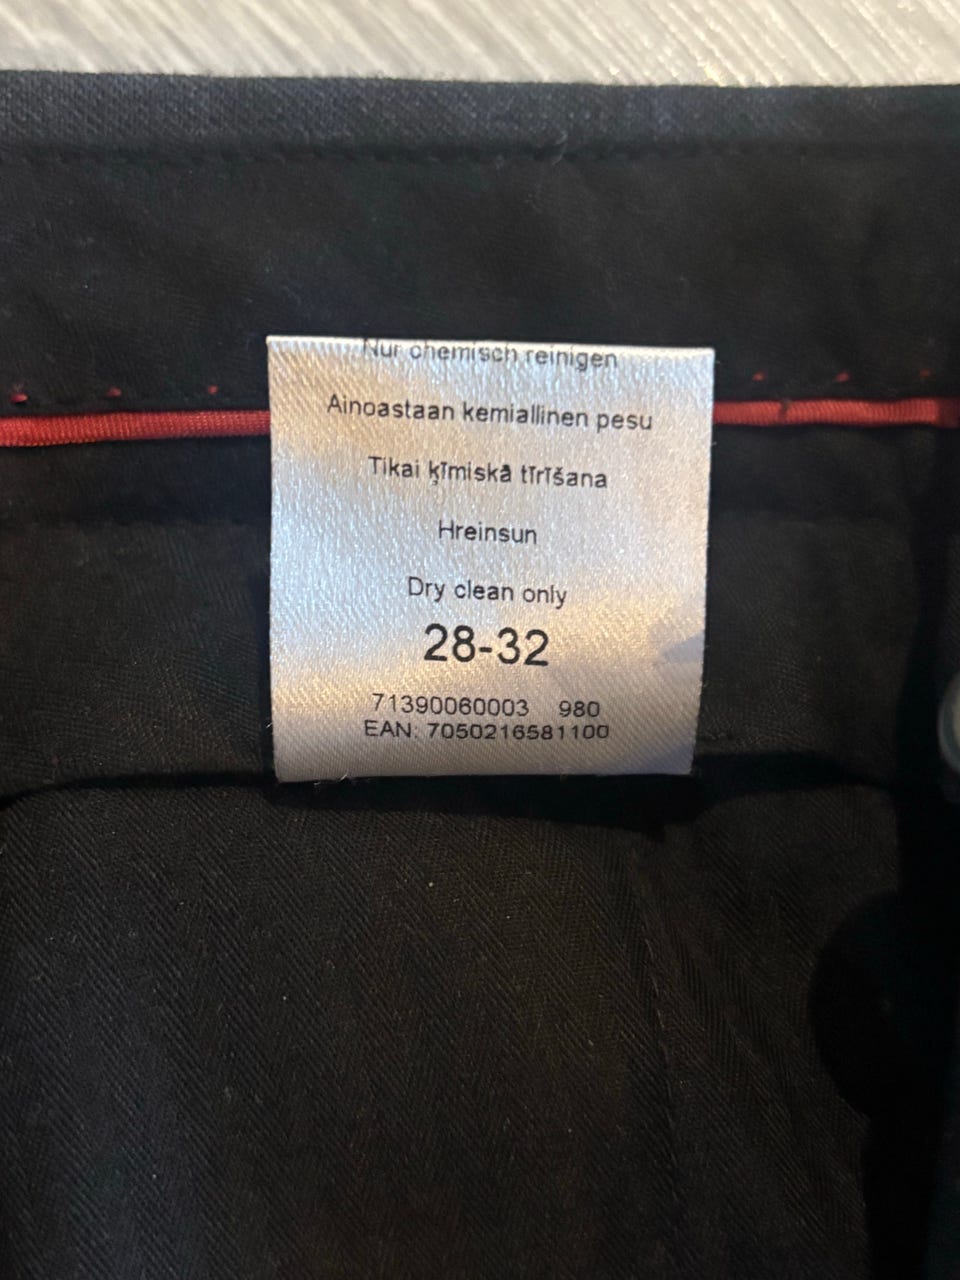 Nur chemisch reinigen
Ainoastaan kemiallinen pesu
Tikai ķīmiskā tīrīšana
Hreinsun
Dry clean only
28-32
71390060003 980
EAN: 7050216581100